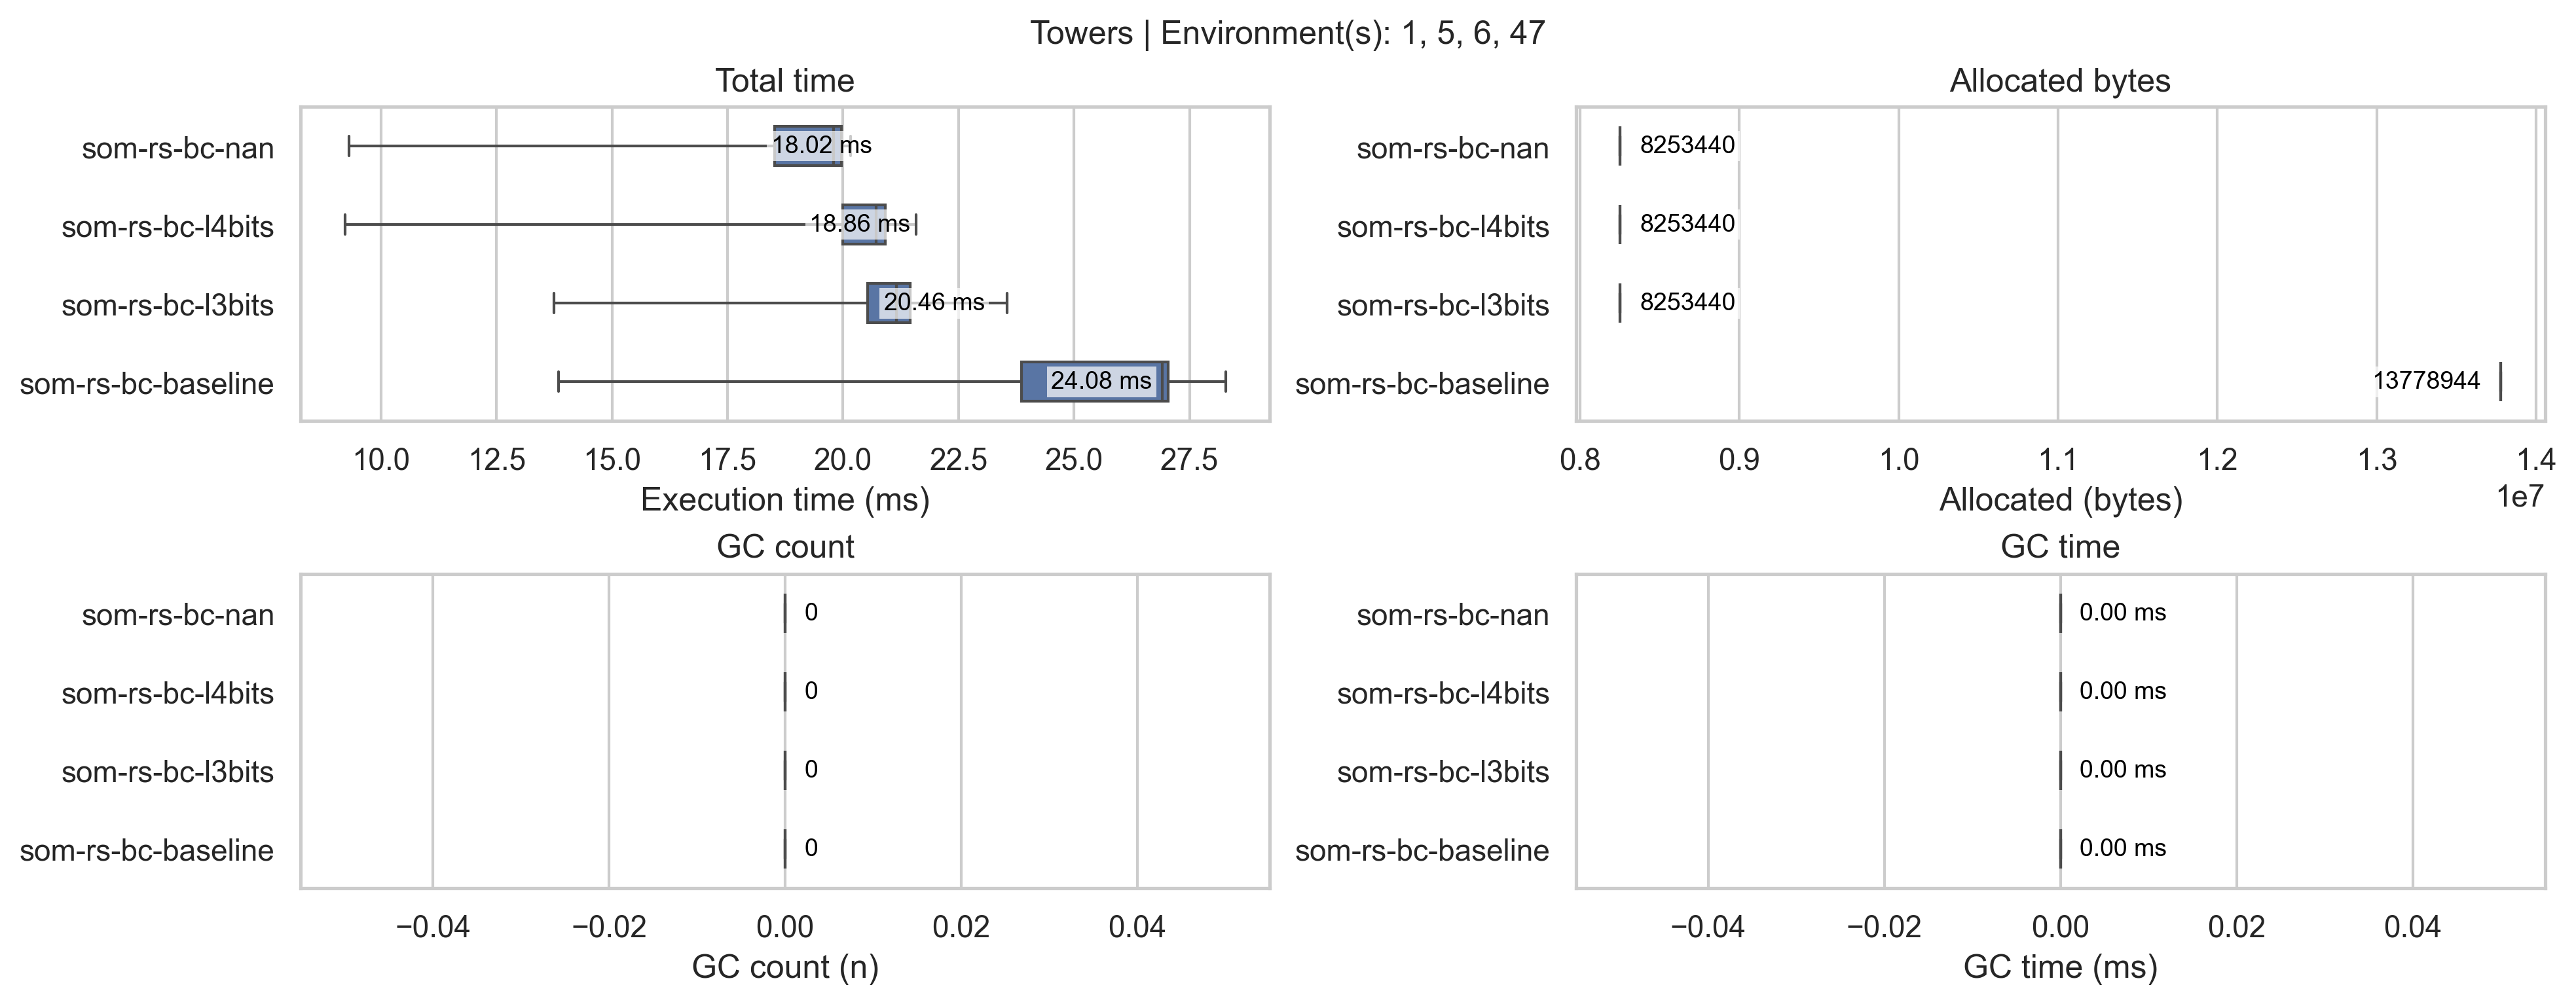 Towers | Environment(s): 1, 5, 6, 47
Total time
som-rs-bc-nan
18.02 ms
som-rs-bc-l4bits
18.86 ms
som-rs-bc-l3bits
20.46 ms
som-rs-bc-baseline
24.08 ms
10.0 12.5 15.0 17.5 20.0 22.5 25.0 27.5
Execution time (ms)
Allocated bytes
som-rs-bc-nan
8253440
som-rs-bc-l4bits
8253440
som-rs-bc-l3bits
8253440
som-rs-bc-baseline
13778944
0.8 0.9 1.0 1.1 1.2 1.3 1.4
1e7
Allocated (bytes)
GC count
som-rs-bc-nan
0
som-rs-bc-l4bits
0
som-rs-bc-l3bits
0
som-rs-bc-baseline
0
−0.04 −0.02 0.00 0.02 0.04
GC count (n)
GC time
som-rs-bc-nan
0.00 ms
som-rs-bc-l4bits
0.00 ms
som-rs-bc-l3bits
0.00 ms
som-rs-bc-baseline
0.00 ms
−0.04 −0.02 0.00 0.02 0.04
GC time (ms)